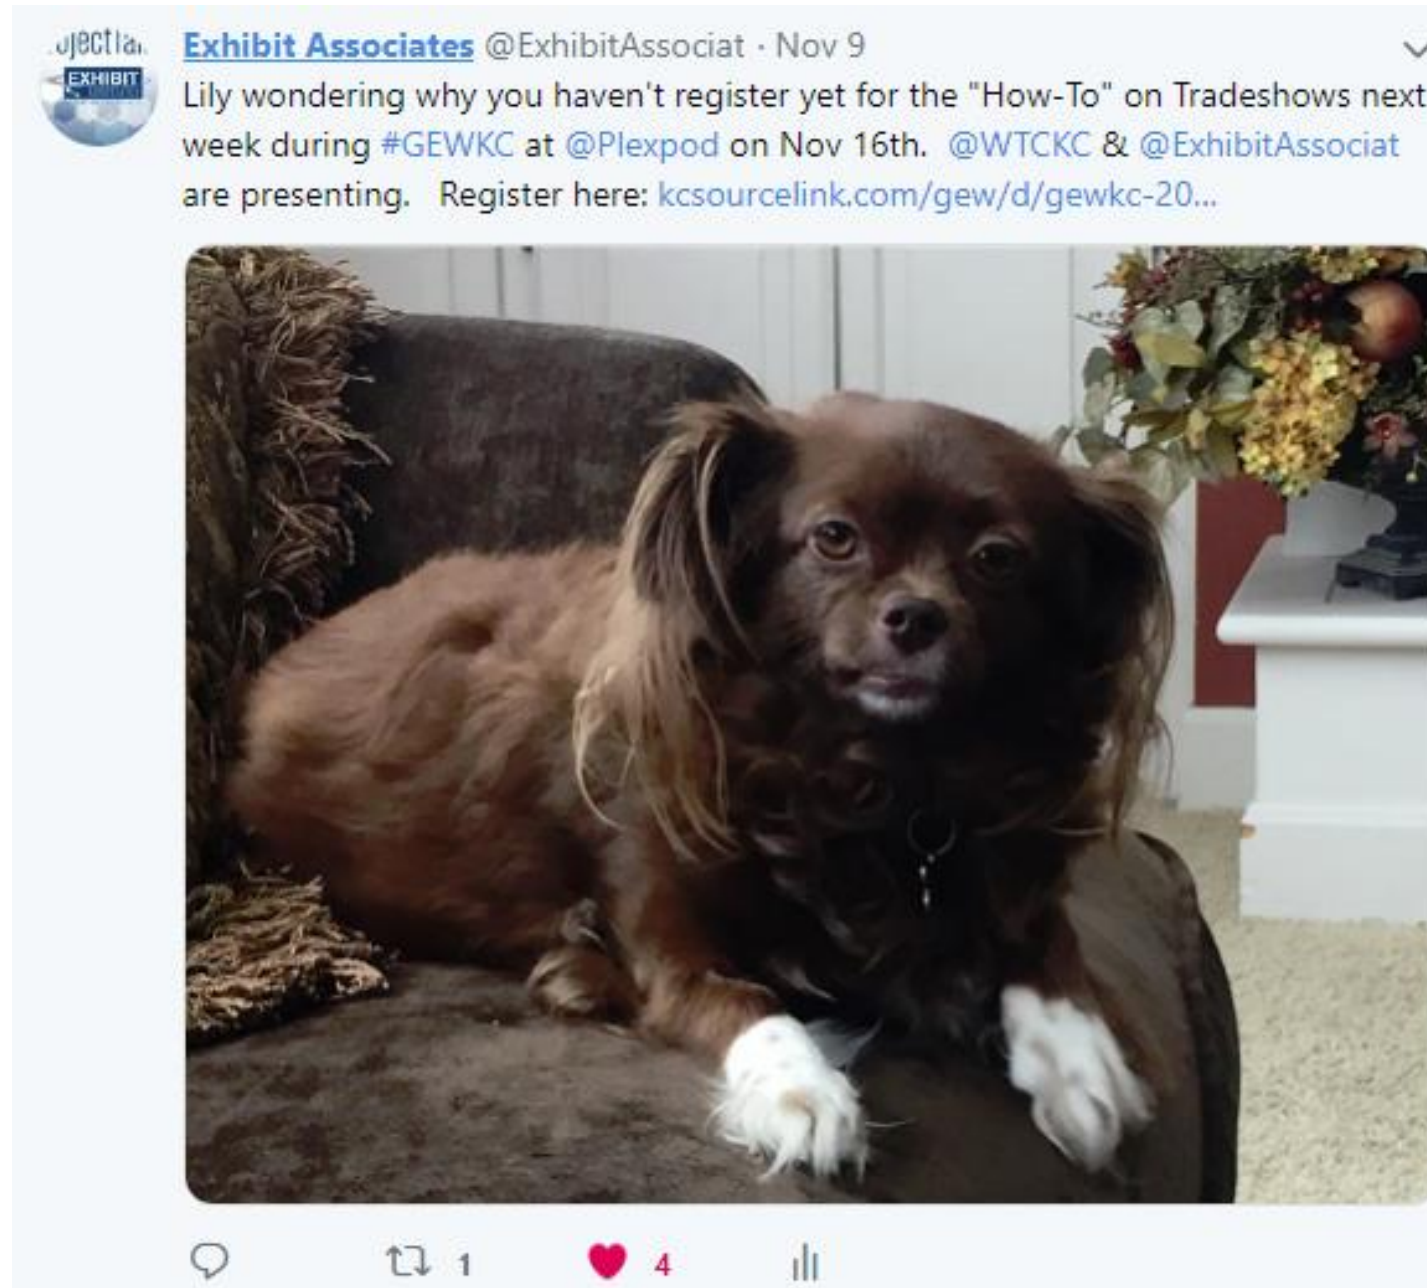 Exhibit Associates @ExhibitAssociat · Nov 9
EXHIBIT
Lily wondering why you haven't register yet for the "How-To" on Tradeshows next
week during #GEWKC at @Plexpod on Nov 16th. @WTCKC & @ExhibitAssociat
are presenting. Register here: kcsourcelink.com/gew/d/gewkc-20...
1 4